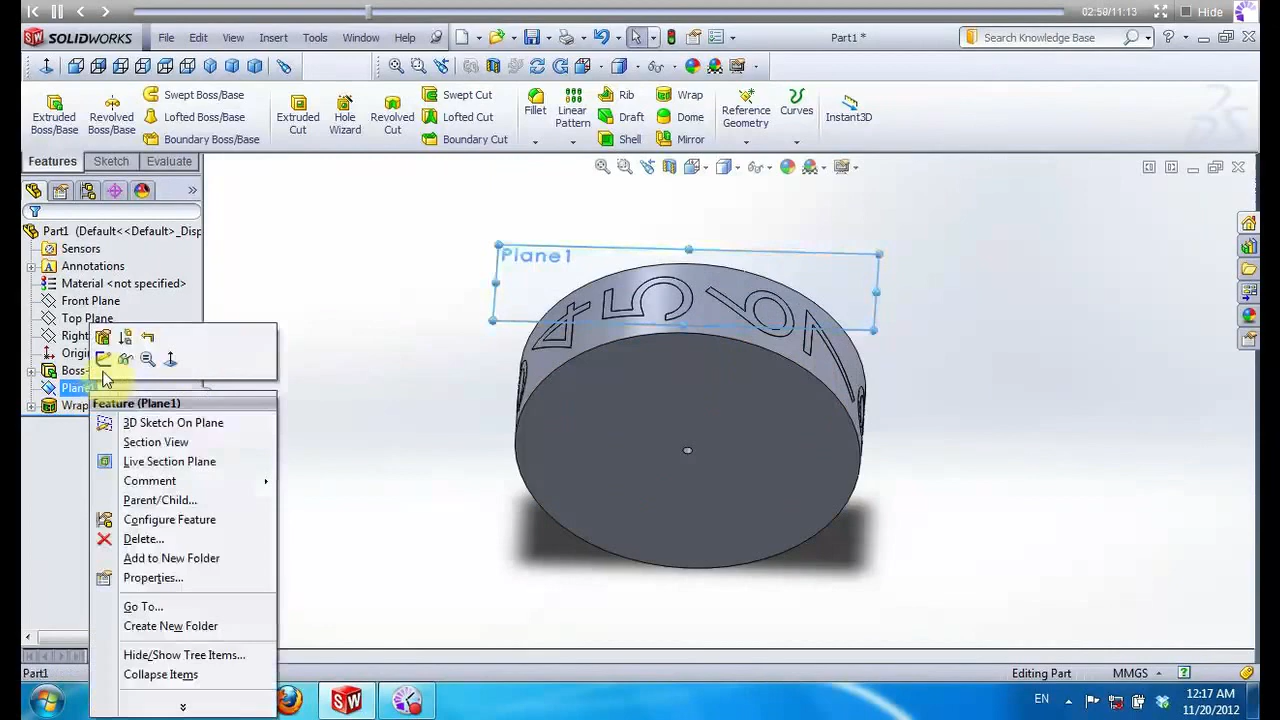 02:50/11:13
Hide
SOLIDWORKS
File Edit View Insert Tools Window Help
Part1 *
Search Knowledge Base
Extruded Boss/Base
Revolved Boss/Base
Swept Boss/Base
Lofted Boss/Base
Boundary Boss/Base
Extruded Cut
Hole Wizard
Revolved Cut
Swept Cut
Lofted Cut
Boundary Cut
Fillet
Linear Pattern
Rib
Draft
Shell
Wrap
Dome
Mirror
Reference Geometry
Curves
Instant3D
Features Sketch Evaluate
Part1 (Default<<Default>_Disp
Sensors
Annotations
Material <not specified>
Front Plane
Top Plane
Right
Origi
Boss-
Plane1
Wrap
Feature (Plane1)
3D Sketch On Plane
Section View
Live Section Plane
Comment
Parent/Child...
Configure Feature
Delete...
Add to New Folder
Properties...
Go To...
Create New Folder
Hide/Show Tree Items...
Collapse Items
Plane1
4 5 6 7
Part1
Editing Part
MMGS
EN
12:17 AM
11/20/2012